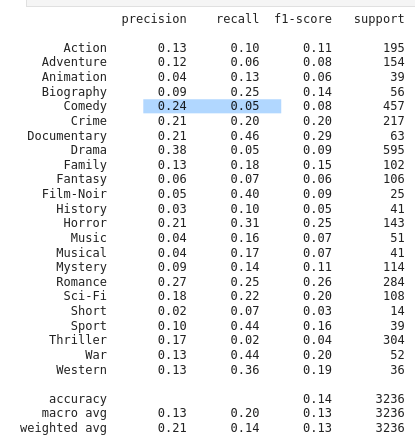 precision recall f1-score support
Action 0.13 0.10 0.11 195
Adventure 0.12 0.06 0.08 154
Animation 0.04 0.13 0.06 39
Biography 0.09 0.25 0.14 56
Comedy 0.24 0.05 0.08 457
Crime 0.21 0.20 0.20 217
Documentary 0.21 0.46 0.29 63
Drama 0.38 0.05 0.09 595
Family 0.13 0.18 0.15 102
Fantasy 0.06 0.07 0.06 106
Film-Noir 0.05 0.40 0.09 25
History 0.03 0.10 0.05 41
Horror 0.21 0.31 0.25 143
Music 0.04 0.16 0.07 51
Musical 0.04 0.17 0.07 41
Mystery 0.09 0.14 0.11 114
Romance 0.27 0.25 0.26 284
Sci-Fi 0.18 0.22 0.20 108
Short 0.02 0.07 0.03 14
Sport 0.10 0.44 0.16 39
Thriller 0.17 0.02 0.04 304
War 0.13 0.44 0.20 52
Western 0.13 0.36 0.19 36
accuracy 0.14 3236
macro avg 0.13 0.20 0.13 3236
weighted avg 0.21 0.14 0.13 3236